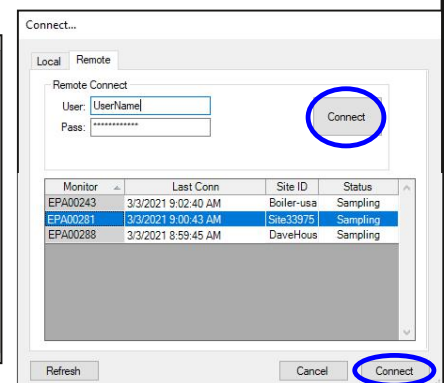 Connect...
Local Remote
Remote Connect
User: UserName
Pass: ************
Connect
Monitor Last Conn Site ID Status
EPA00243 3/3/2021 9:02:40 AM Boiler-usa Sampling
EPA00281 3/3/2021 9:00:43 AM Site33975 Sampling
EPA00288 3/3/2021 8:59:45 AM DaveHous Sampling
Refresh Cancel Connect